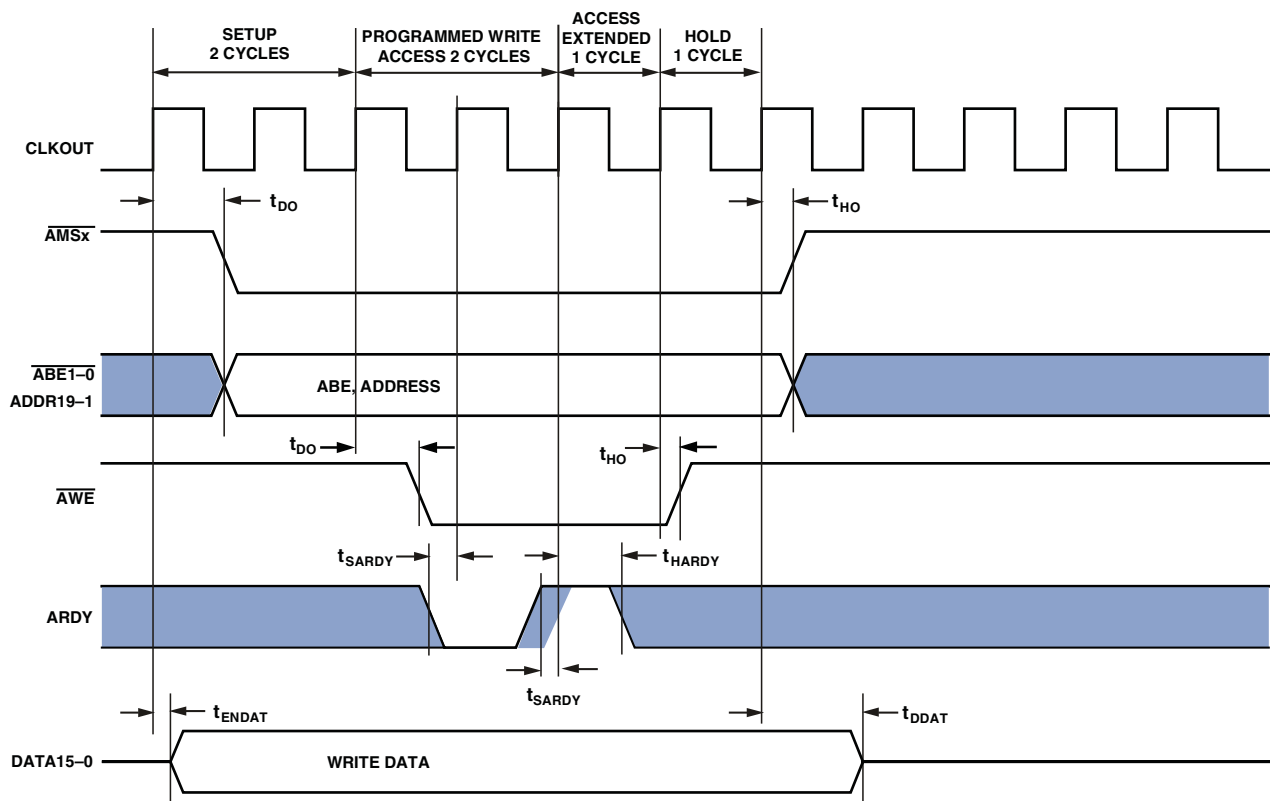 SETUP
2 CYCLES
PROGRAMMED WRITE
ACCESS 2 CYCLES
ACCESS
EXTENDED
1 CYCLE
HOLD
1 CYCLE
CLKOUT
tDO
tHO
AMSx
ABE1–0
ADDR19–1
ABE, ADDRESS
tDO
tHO
AWE
tSARDY
tHARDY
ARDY
tSARDY
tENDAT
tDDAT
DATA15–0
WRITE DATA